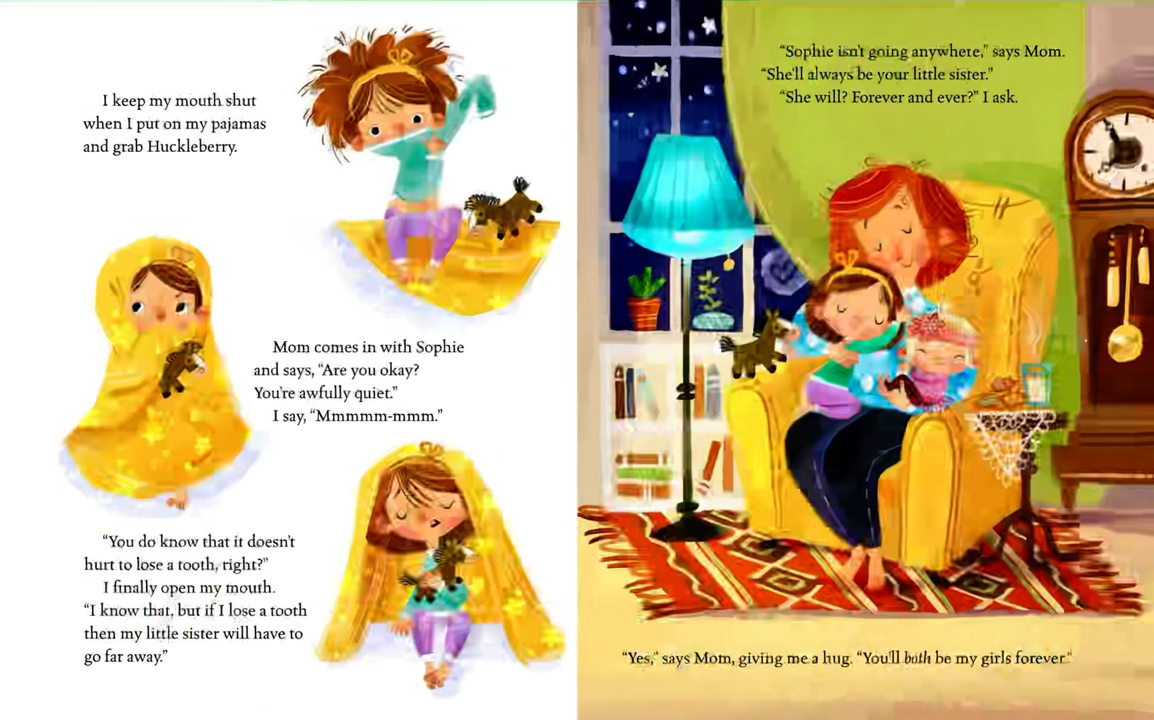 I keep my mouth shut
when I put on my pajamas
and grab Huckleberry.
Mom comes in with Sophie
and says, “Are you okay?
You’re awfully quiet.”
I say, “Mmmmm-mmm.”
“You do know that it doesn’t
hurt to lose a tooth, right?”
I finally open my mouth.
“I know that, but if I lose a tooth
then my little sister will have to
go far away.”
“Sophie isn’t going anywhere,” says Mom.
“She’ll always be your little sister.”
“She will? Forever and ever?” I ask.
“Yes,” says Mom, giving me a hug. “You’ll both be my girls forever.”